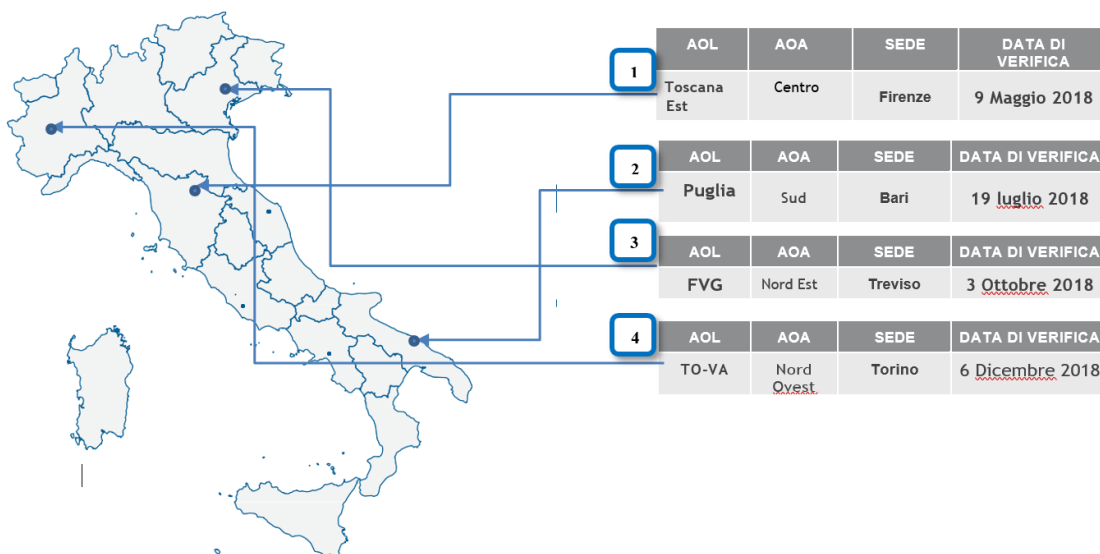 1
AOL AOA SEDE DATA DI
VERIFICA
Toscana
Est Centro Firenze 9 Maggio 2018
2
AOL AOA SEDE DATA DI VERIFICA
Puglia Sud Bari 19 luglio 2018
3
AOL AOA SEDE DATA DI VERIFICA
FVG Nord Est Treviso 3 Ottobre 2018
4
AOL AOA SEDE DATA DI VERIFICA
TO-VA Nord
Ovest Torino 6 Dicembre 2018